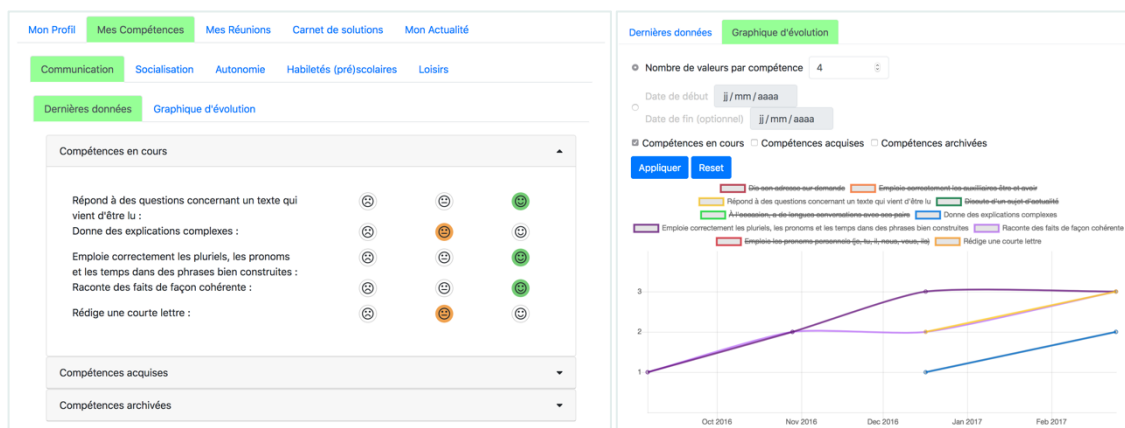 Mon Profil Mes Compétences Mes Réunions Carnet de solutions Mon Actualité
Communication Socialisation Autonomie Habiletés (pré)scolaires Loisirs
Dernières données Graphique d'évolution
Compétences en cours
Répond à des questions concernant un texte qui
vient d'être lu :
Donne des explications complexes :
Emploie correctement les pluriels, les pronoms
et les temps dans des phrases bien construites :
Raconte des faits de façon cohérente :
Rédige une courte lettre :
Compétences acquises
Compétences archivées
Dernières données Graphique d'évolution
Nombre de valeurs par compétence 4
Date de début jj/mm/aaaa
Date de fin (optionnel) jj/mm/aaaa
Compétences en cours Compétences acquises Compétences archivées
Appliquer Reset
Dis son adresse sur demande Emploie correctement les auxiliaires être et avoir
Répond à des questions concernant un texte qui vient d'être lu Discute d'un sujet d'actualité
A l'occasion, a de longues conversations avec ses pairs Donne des explications complexes
Emploie correctement les pluriels, les pronoms et les temps dans des phrases bien construites Raconte des faits de façon cohérente
Emploie les pronoms personnels (je, tu, il, nous, vous, ils) Rédige une courte lettre
3
2
1
Oct 2016 Nov 2016 Dec 2016 Jan 2017 Feb 2017